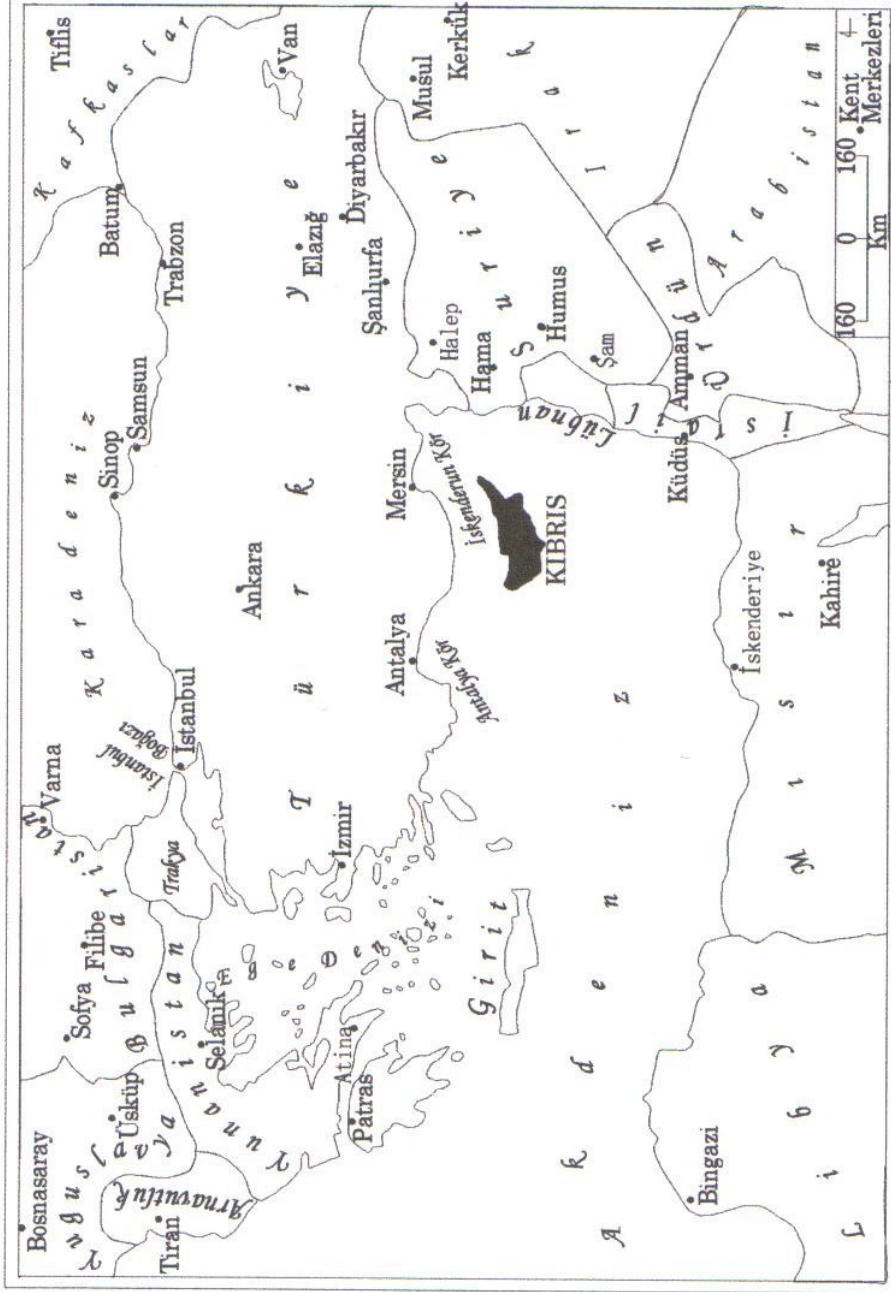 Bosnasaray
Yuguslavya
Üsküp
Sofya
Filibe
Bulgaristan
Varna
Karadeniz
Sinop
Samsun
Batum
Trabzon
Kafkaslar
Tiflis
Tiran
Arnavutluk
Yunanistan
Selanik
Trakya
İstanbul
Boğazı
İstanbul
Ankara
Türkiye
Elazığ
Van
Diyarbakır
Şanlıurfa
Ege Denizi
Atina
Patras
İzmir
Antalya
Antalya Kör
Mersin
İskenderun Kör
Halep
Hama
Humus
Şam
Suriye
Musul
Kerkük
Irak
Girit
KIBRIS
Lübnan
İsrail
Küdüs
Amman
Ürdün
Arabistan
Akdeniz
Bingazi
Libya
İskenderiye
Mısır
Kahire
160 0 160
Km
Kent
Merkezleri